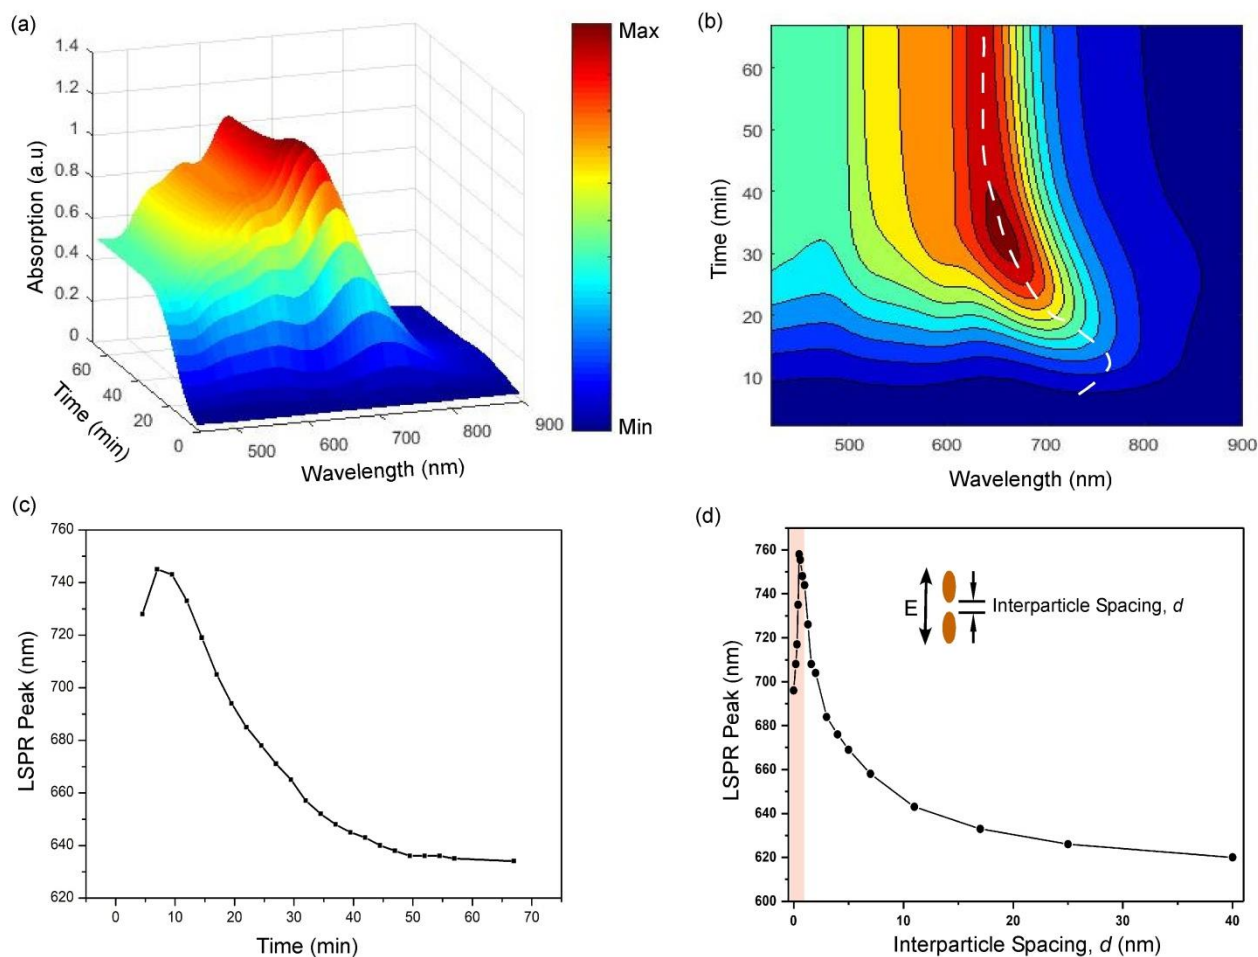 (a)
1.4
1.2
1
0.8
0.6
0.4
0.2
0
Absorption (a.u)
60
40
20
0
Time (min)
500
600
700
800
900
Wavelength (nm)
Max
Min
(b)
60
50
40
30
20
10
Time (min)
500
600
700
800
900
Wavelength (nm)
(c)
760
740
720
700
680
660
640
620
LSPR Peak (nm)
0 10 20 30 40 50 60 70
Time (min)
(d)
760
740
720
700
680
660
640
620
600
LSPR Peak (nm)
E
Interparticle Spacing, d
0 5 10 15 20 25 30 35 40
Interparticle Spacing, d (nm)